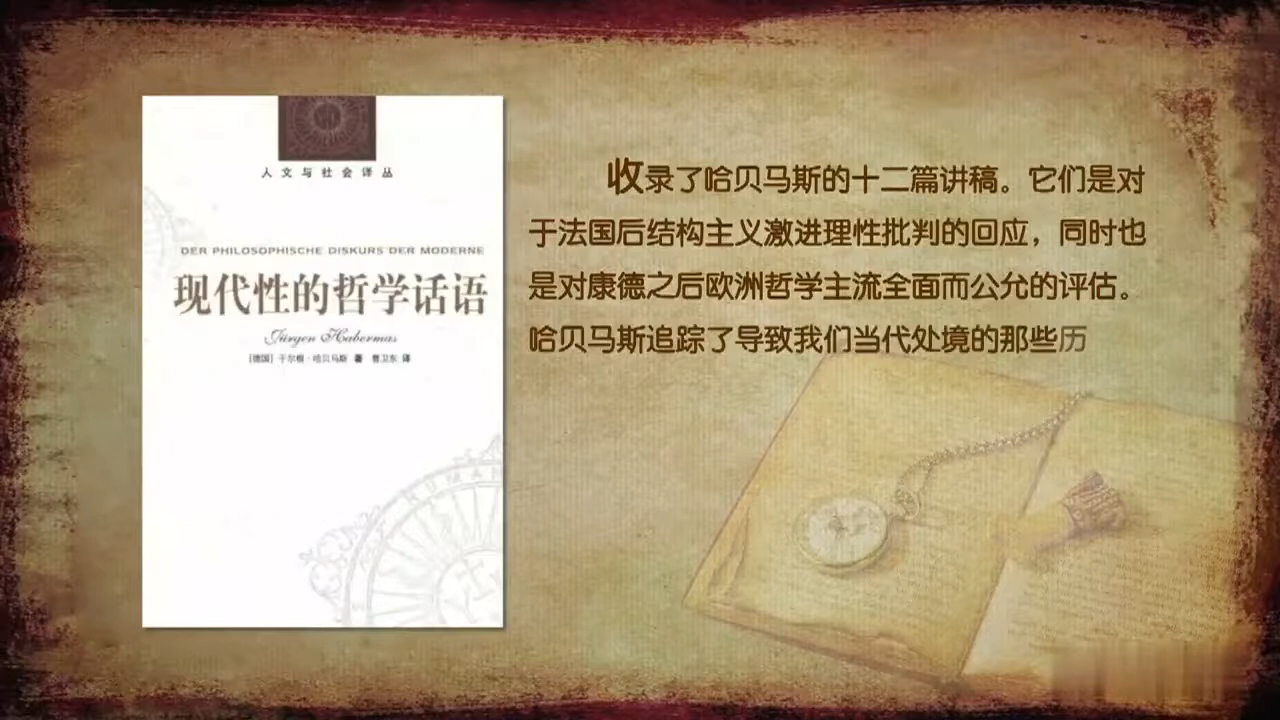 人文与社会译丛
DER PHILOSOPHISCHE DISKURS DER MODERNE
现代性的哲学话语
Jürgen Habermas
[德国] 于尔根·哈贝马斯 著 曹卫东 译
收录了哈贝马斯的十二篇讲稿。它们是对
于法国后结构主义激进理性批判的回应，同时也
是对康德之后欧洲哲学主流全面而公允的评估。
哈贝马斯追踪了导致我们当代处境的那些历